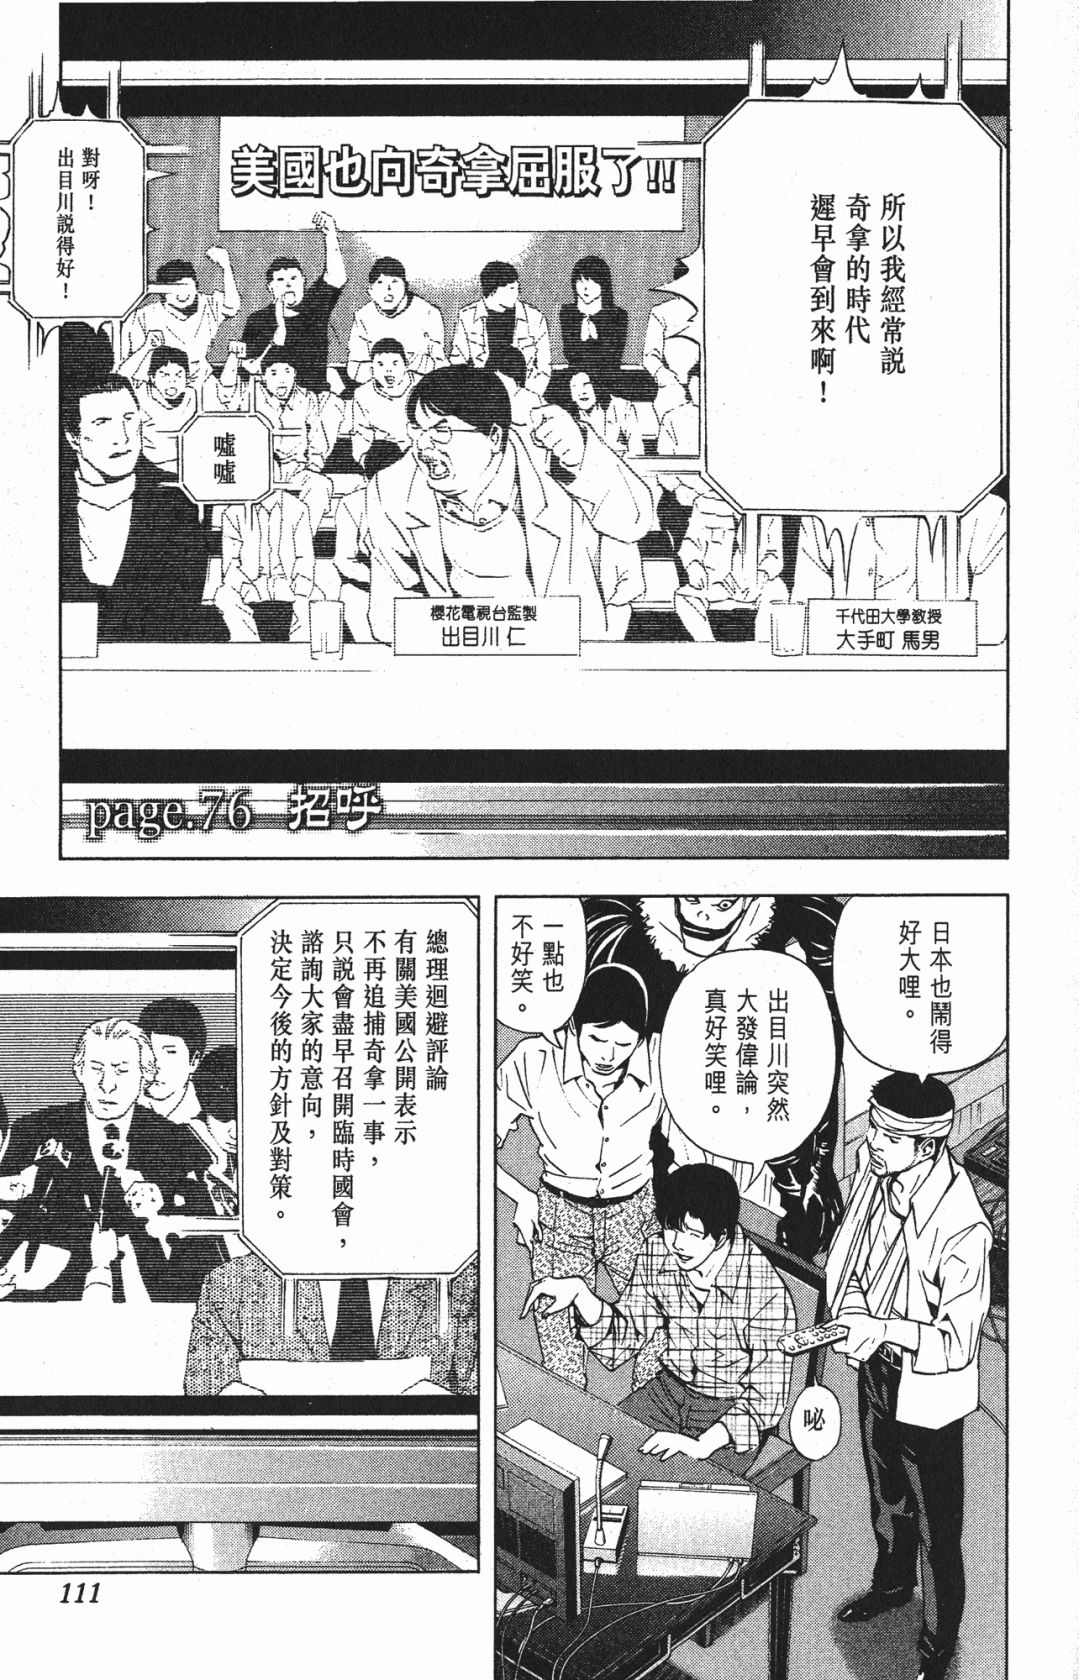 美國也向奇拿屈服了!!
所以我經常說
奇拿的時代
遲早會到來啊！
對呀！
出目川說得好！
噓
噓
櫻花電視台監製
出目川 仁
千代田大學教授
大手町 馬男
page.76 招呼
日本也鬧得
好大哩。
出目川突然
大發偉論，
真好笑哩。
一點也
不好笑。
咇
總理迴避評論
有關美國公開表示
不再追捕奇拿一事，
只說會盡早召開臨時國會，
諮詢大家的意向，
決定今後的方針及對策。
111